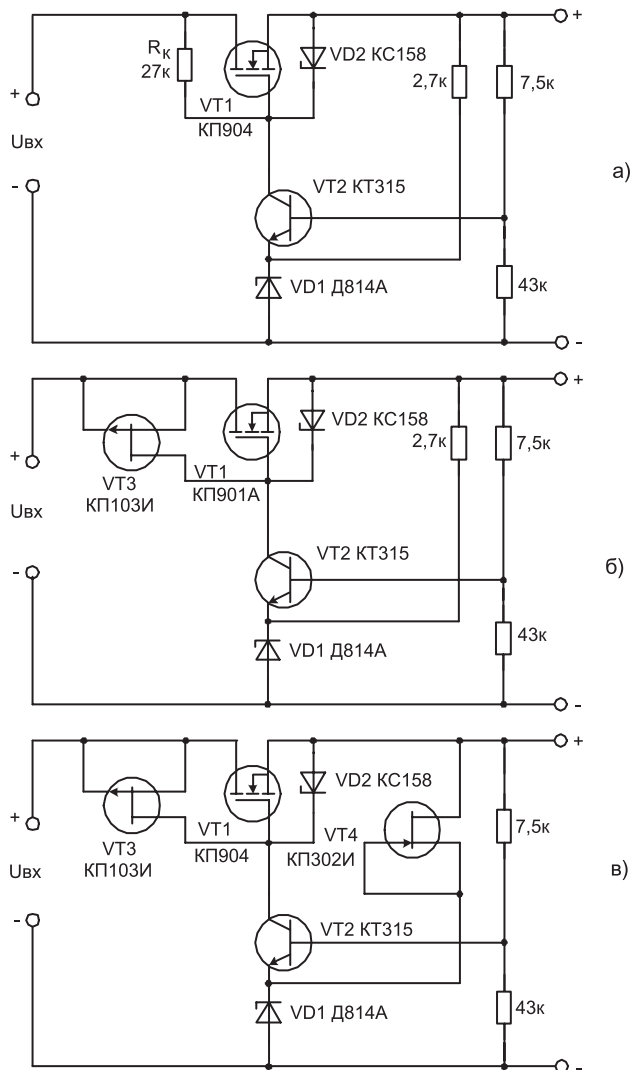 +
Rк
27к
VD2 КС158
2,7к
7,5к
+
VT1
КП904
Uвх
-
а)
VT2 КТ315
VD1 Д814А
43к
-
+
VD2 КС158
2,7к
7,5к
+
VT3
КП103И
VT1
КП901А
Uвх
-
VT2 КТ315
б)
VD1 Д814А
43к
-
+
VD2 КС158
+
VT3
КП103И
VT1
КП904
VT4
КП302И
7,5к
Uвх
в)
-
VT2 КТ315
VD1 Д814А
43к
-